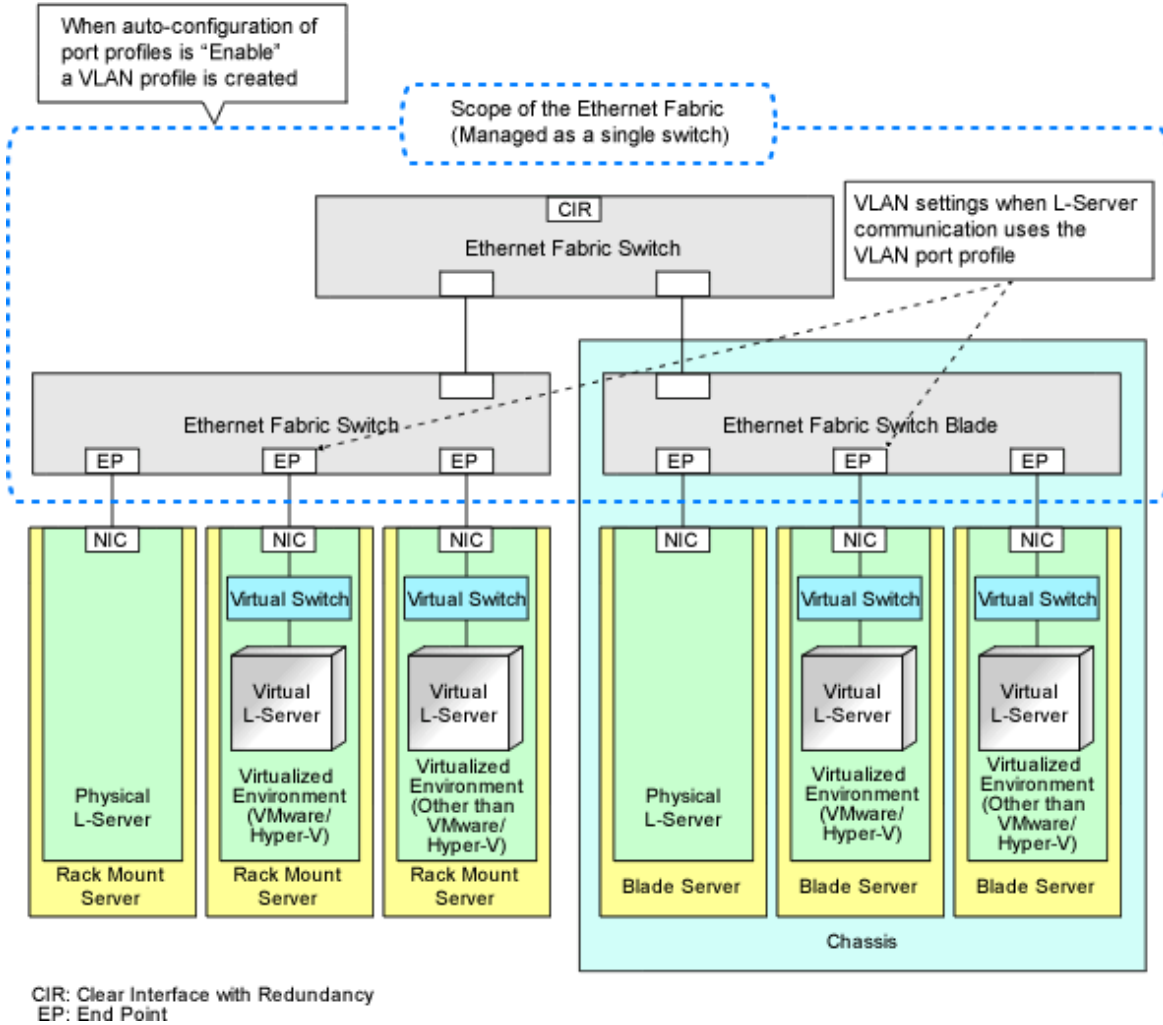 When auto-configuration of
port profiles is “Enable”
a VLAN profile is created
Scope of the Ethernet Fabric
(Managed as a single switch)
CIR
Ethernet Fabric Switch
VLAN settings when L-Server
communication uses the
VLAN port profile
Ethernet Fabric Switch
EP
EP
EP
Ethernet Fabric Switch Blade
EP
EP
EP
NIC
Physical
L-Server
Rack Mount
Server
NIC
Virtual Switch
Virtual
L-Server
Virtualized
Environment
(VMware/
Hyper-V)
Rack Mount
Server
NIC
Virtual Switch
Virtual
L-Server
Virtualized
Environment
(Other than
VMware/
Hyper-V)
Rack Mount
Server
NIC
Physical
L-Server
Blade Server
NIC
Virtual Switch
Virtual
L-Server
Virtualized
Environment
(VMware/
Hyper-V)
Blade Server
NIC
Virtual Switch
Virtual
L-Server
Virtualized
Environment
(Other than
VMware/
Hyper-V)
Blade Server
Chassis
CIR: Clear Interface with Redundancy
EP: End Point